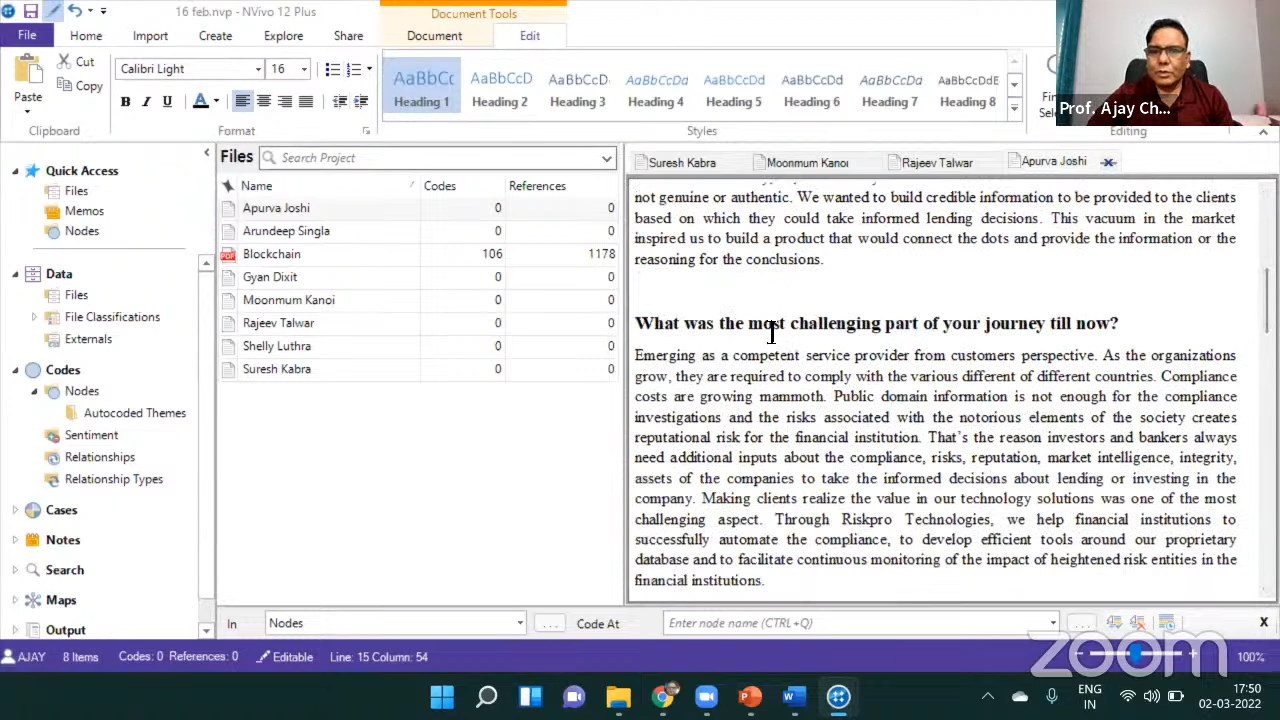 16 feb.nvp - NVivo 12 Plus
Document Tools
File
Home
Import
Create
Explore
Share
Document
Edit
Paste
Cut
Copy
Clipboard
Calibri Light
16
B I U
A
Format
AaBbCc
Heading 1
AaBbCcD
Heading 2
AaBbCcD
Heading 3
AaBbCcDa
Heading 4
AaBbCcDd
Heading 5
AaBbCcDd
Heading 6
AaBbCcDa
Heading 7
AaBbCcDdE
Heading 8
Styles
Editing
Prof. Ajay Ch...
Quick Access
Files
Memos
Nodes
Data
Files
File Classifications
Externals
Codes
Nodes
Autocoded Themes
Sentiment
Relationships
Relationship Types
Cases
Notes
Search
Maps
Output
Files
Search Project
Name Codes References
Apurva Joshi 0 0
Arundeep Singla 0 0
PDF Blockchain 106 1178
Gyan Dixit 0 0
Moonmum Kanoi 0 0
Rajeev Talwar 0 0
Shelly Luthra 0 0
Suresh Kabra 0 0
Suresh Kabra
Moonmum Kanoi
Rajeev Talwar
Apurva Joshi
not genuine or authentic. We wanted to build credible information to be provided to the clients
based on which they could take informed lending decisions. This vacuum in the market
inspired us to build a product that would connect the dots and provide the information or the
reasoning for the conclusions.
What was the most challenging part of your journey till now?
Emerging as a competent service provider from customers perspective. As the organizations
grow, they are required to comply with the various different of different countries. Compliance
costs are growing mammoth. Public domain information is not enough for the compliance
investigations and the risks associated with the notorious elements of the society creates
reputational risk for the financial institution. That's the reason investors and bankers always
need additional inputs about the compliance, risks, reputation, market intelligence, integrity,
assets of the companies to take the informed decisions about lending or investing in the
company. Making clients realize the value in our technology solutions was one of the most
challenging aspect. Through Riskpro Technologies, we help financial institutions to
successfully automate the compliance, to develop efficient tools around our proprietary
database and to facilitate continuous monitoring of the impact of heightened risk entities in the
financial institutions.
In
Nodes
...
Code At
Enter node name (CTRL+Q)
...
X
AJAY
8 Items
Codes: 0 References: 0
Editable
Line: 15 Column: 54
100%
zoom
ENG
IN
17:50
02-03-2022